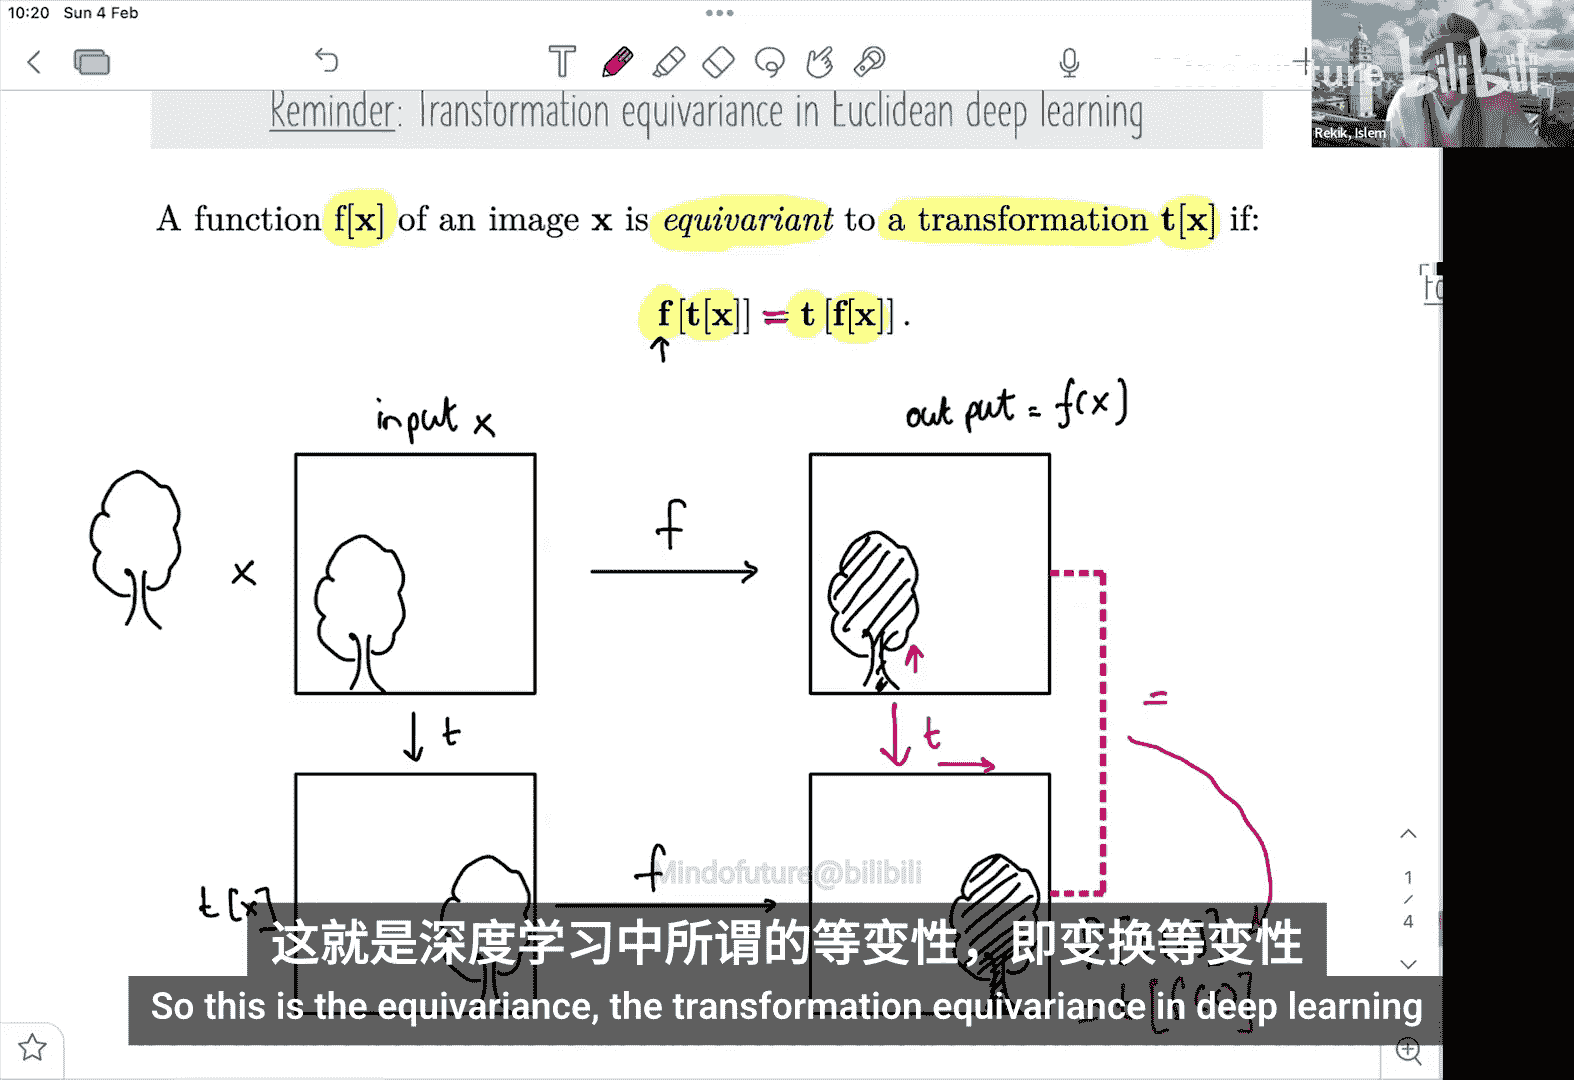 10:20 Sun 4 Feb
bilibili
Rekik, Islem
Reminder: Transformation equivariance in Euclidean deep learning
A function f[x] of an image x is equivariant to a transformation t[x] if:
f[t[x]] = t[f[x]].
input x
output = f(x)
x
f
=
t
t
f
Mindofuture@bilibili
t[x]
1
/
4
这就是深度学习中所谓的等变性，即变换等变性
= t[f(x)]
So this is the equivariance, the transformation equivariance in deep learning